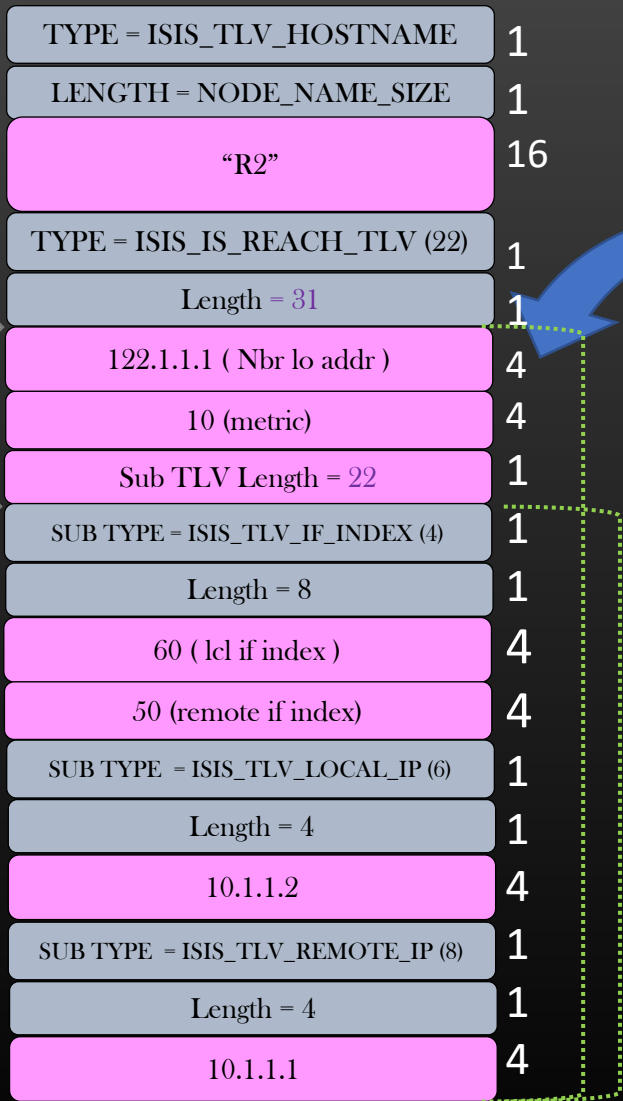 TYPE = ISIS_TLV_HOSTNAME 1
LENGTH = NODE_NAME_SIZE 1
“R2” 16
TYPE = ISIS_IS_REACH_TLV (22) 1
Length = 31 1
122.1.1.1 ( Nbr lo addr ) 4
10 (metric) 4
Sub TLV Length = 22 1
SUB TYPE = ISIS_TLV_IF_INDEX (4) 1
Length = 8 1
60 ( lcl if index ) 4
50 (remote if index) 4
SUB TYPE = ISIS_TLV_LOCAL_IP (6) 1
Length = 4 1
10.1.1.2 4
SUB TYPE = ISIS_TLV_REMOTE_IP (8) 1
Length = 4 1
10.1.1.1 4